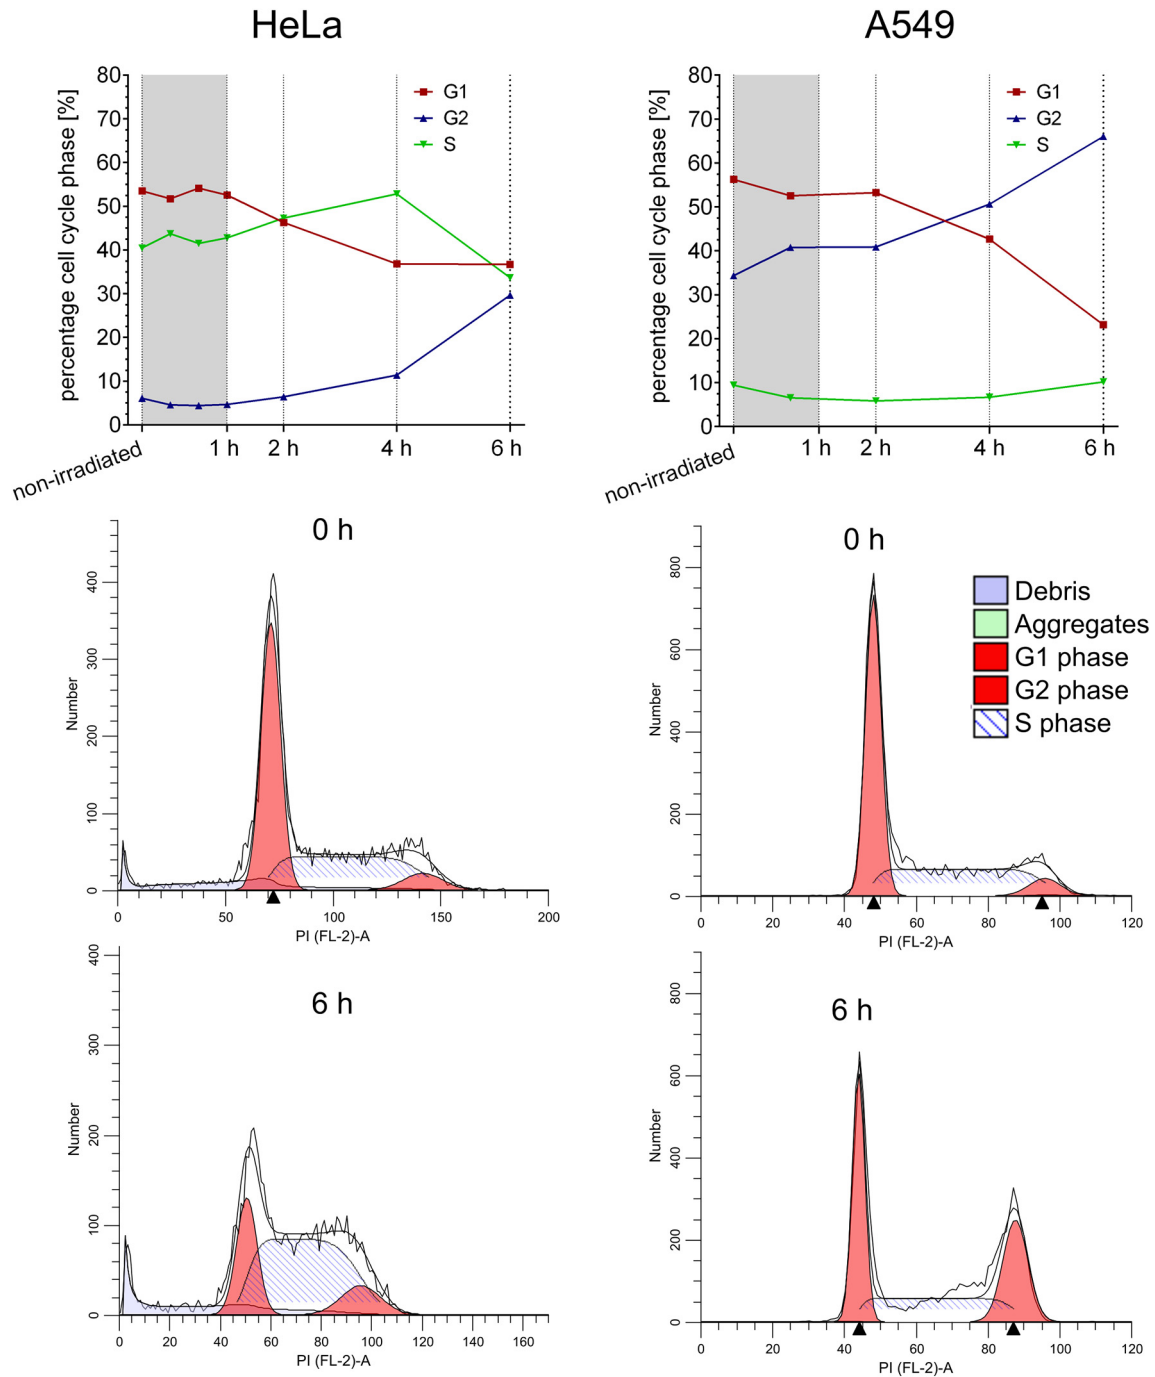 HeLa
A549
percentage cell cycle phase [%]
80
70
60
50
40
30
20
10
0
G1
G2
S
non-irradiated
1 h
2 h
4 h
6 h
percentage cell cycle phase [%]
80
70
60
50
40
30
20
10
0
G1
G2
S
non-irradiated
1 h
2 h
4 h
6 h
0 h
Number
400
300
200
100
0
0 50 100 150 200
PI (FL-2)-A
0 h
Number
800
600
400
200
0
0 20 40 60 80 100 120
PI (FL-2)-A
Debris
Aggregates
G1 phase
G2 phase
S phase
6 h
Number
400
300
200
100
0
0 20 40 60 80 100 120 140 160
PI (FL-2)-A
6 h
Number
800
600
400
200
0
0 20 40 60 80 100 120
PI (FL-2)-A